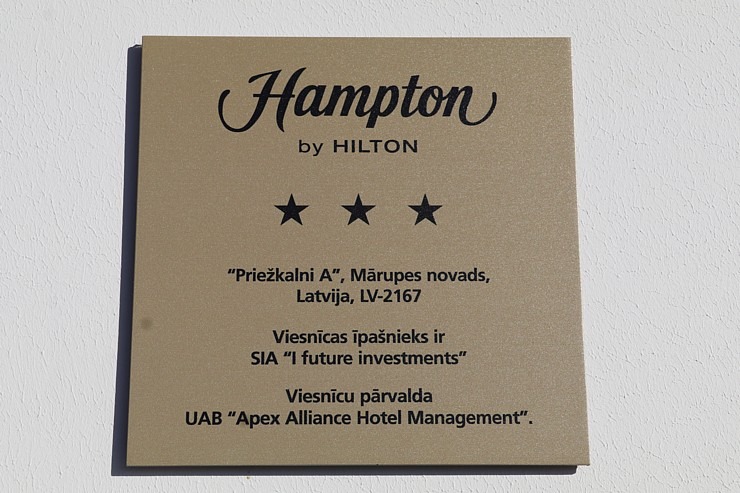 Hampton
by HILTON
★ ★ ★
“Priežkalni A”, Mārupes novads,
Latvija, LV-2167
Viesnīcas īpašnieks ir
SIA “I future investments”
Viesnīcu pārvalda
UAB “Apex Alliance Hotel Management”.